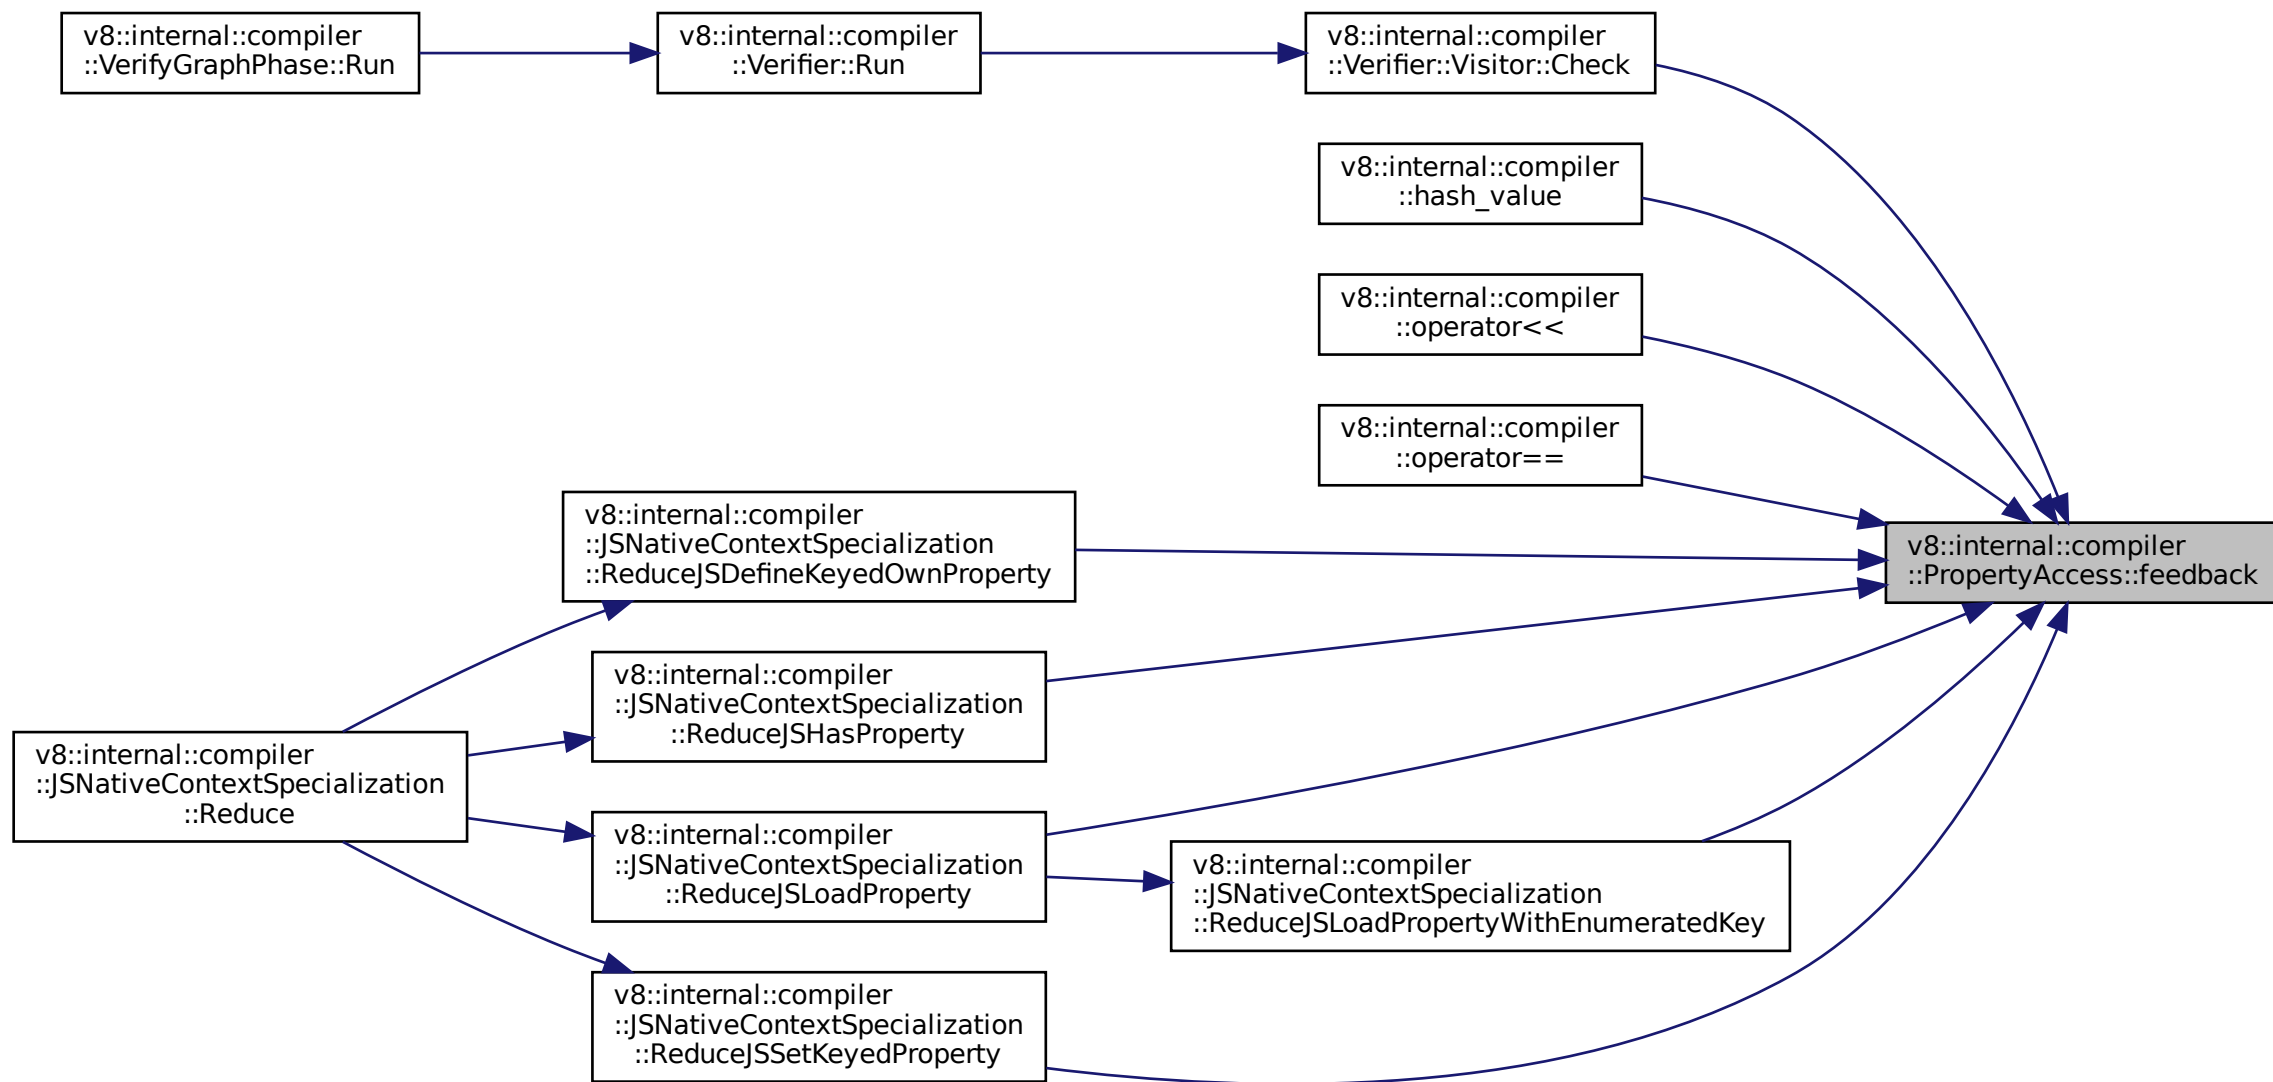 v8::internal::compiler
::VerifyGraphPhase::Run
v8::internal::compiler
::Verifier::Run
v8::internal::compiler
::Verifier::Visitor::Check
v8::internal::compiler
::hash_value
v8::internal::compiler
::operator<<
v8::internal::compiler
::operator==
v8::internal::compiler
::JSNativeContextSpecialization
::ReduceJSDefineKeyedOwnProperty
v8::internal::compiler
::PropertyAccess::feedback
v8::internal::compiler
::JSNativeContextSpecialization
::ReduceJSHasProperty
v8::internal::compiler
::JSNativeContextSpecialization
::Reduce
v8::internal::compiler
::JSNativeContextSpecialization
::ReduceJSLoadProperty
v8::internal::compiler
::JSNativeContextSpecialization
::ReduceJSLoadPropertyWithEnumeratedKey
v8::internal::compiler
::JSNativeContextSpecialization
::ReduceJSSetKeyedProperty